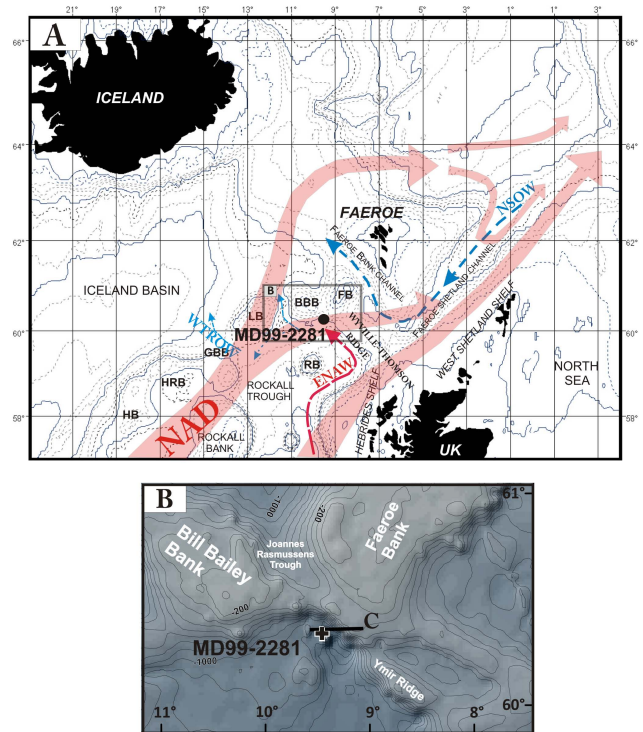 21° 19° 17° 15° 13° 11° 9° 7° 5° 3° 1° 1° 3°
A
66° 66°
ICELAND
64° 64°
FAEROE
NSOW
62° 62°
FAEROE BANK CHANNEL
FAEROE SHETLAND CHANNEL
ICELAND BASIN
B
BBB
FB
LB
WTROW
MD99-2281
60° 60°
WYVILLE-THOMSON
RIDGE
WEST SHETLAND SHELF
GBB
RB
ENAW
ROCKALL
TROUGH
HRB
NORTH
SEA
HB
NAD
58° 58°
HEBRIDES SHELF
ROCKALL
BANK
UK
B
61°
-1000
-200
Joannes
Rasmussens
Trough
Faeroe
Bank
Bill Bailey
Bank
-200
C
MD99-2281
-1000
Ymir Ridge
60°
11° 10° 9° 8°